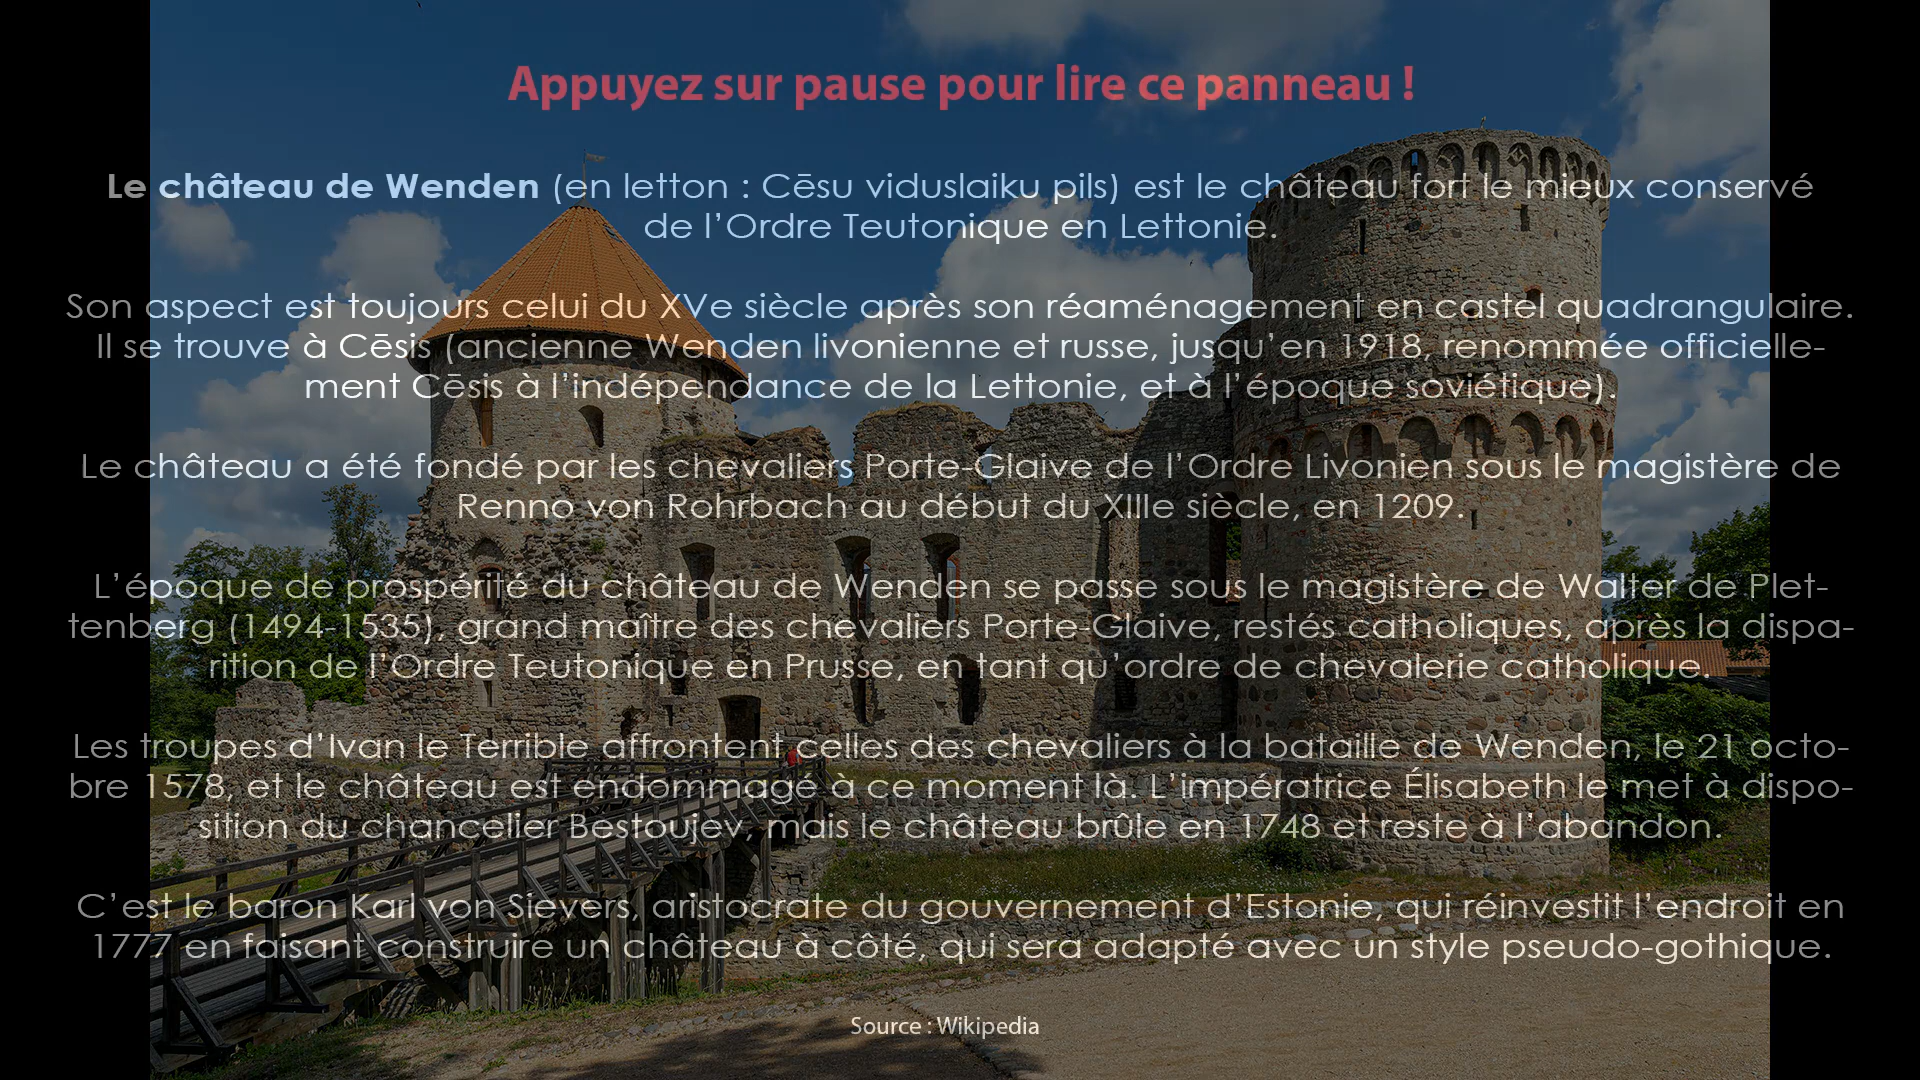 Appuyez sur pause pour lire ce panneau !
Le château de Wenden (en letton : Cēsu viduslaiku pils) est le château fort le mieux conservé
de l’Ordre Teutonique en Lettonie.
Son aspect est toujours celui du XVe siècle après son réaménagement en castel quadrangulaire.
Il se trouve à Cēsis (ancienne Wenden livonienne et russe, jusqu’en 1918, renommée officielle-
ment Cēsis à l’indépendance de la Lettonie, et à l’époque soviétique).
Le château a été fondé par les chevaliers Porte-Glaive de l’Ordre Livonien sous le magistère de
Renno von Rohrbach au début du XIIIe siècle, en 1209.
L’époque de prospérité du château de Wenden se passe sous le magistère de Walter de Plet-
tenberg (1494-1535), grand maître des chevaliers Porte-Glaive, restés catholiques, après la dispa-
rition de l’Ordre Teutonique en Prusse, en tant qu’ordre de chevalerie catholique.
Les troupes d’Ivan le Terrible affrontent celles des chevaliers à la bataille de Wenden, le 21 octo-
bre 1578, et le château est endommagé à ce moment là. L’impératrice Élisabeth le met à dispo-
sition du chancelier Bestoujev, mais le château brûle en 1748 et reste à l’abandon.
C’est le baron Karl von Sievers, aristocrate du gouvernement d’Estonie, qui réinvestit l’endroit en
1777 en faisant construire un château à côté, qui sera adapté avec un style pseudo-gothique.
Source : Wikipedia